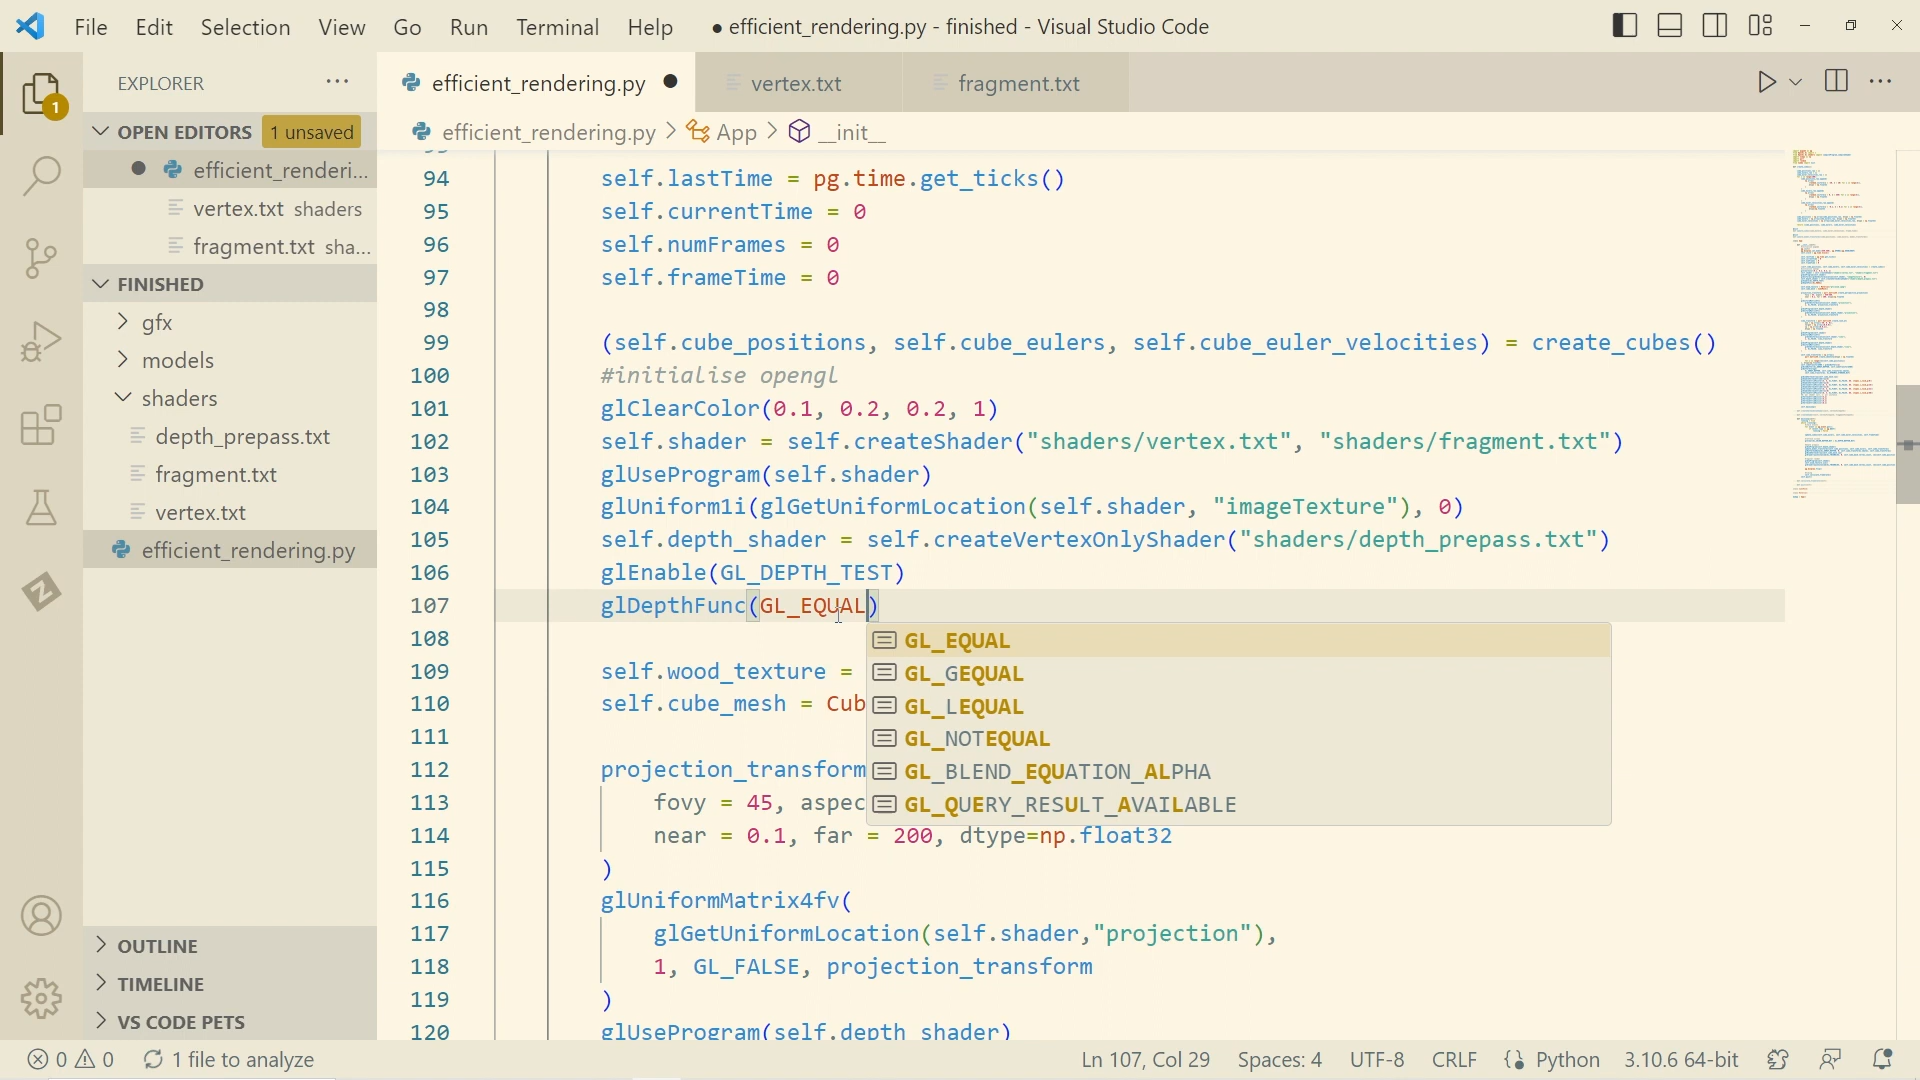 File Edit Selection View Go Run Terminal Help ● efficient_rendering.py - finished - Visual Studio Code
EXPLORER ···
efficient_rendering.py ● vertex.txt fragment.txt
1
OPEN EDITORS 1 unsaved
efficient_rendering.py > App > __init__
● efficient_renderi...
vertex.txt shaders
fragment.txt sha...
FINISHED
gfx
models
shaders
depth_prepass.txt
fragment.txt
vertex.txt
efficient_rendering.py
OUTLINE
TIMELINE
VS CODE PETS
94 self.lastTime = pg.time.get_ticks()
95 self.currentTime = 0
96 self.numFrames = 0
97 self.frameTime = 0
98
99 (self.cube_positions, self.cube_eulers, self.cube_euler_velocities) = create_cubes()
100 #initialise opengl
101 glClearColor(0.1, 0.2, 0.2, 1)
102 self.shader = self.createShader("shaders/vertex.txt", "shaders/fragment.txt")
103 glUseProgram(self.shader)
104 glUniform1i(glGetUniformLocation(self.shader, "imageTexture"), 0)
105 self.depth_shader = self.createVertexOnlyShader("shaders/depth_prepass.txt")
106 glEnable(GL_DEPTH_TEST)
107 glDepthFunc(GL_EQUAL)
108
109 self.wood_texture =
110 self.cube_mesh = Cub
111
112 projection_transform
113 fovy = 45, aspec
114 near = 0.1, far = 200, dtype=np.float32
115 )
116 glUniformMatrix4fv(
117 glGetUniformLocation(self.shader,"projection"),
118 1, GL_FALSE, projection_transform
119 )
120 glUseProgram(self.depth_shader)
GL_EQUAL
GL_GEQUAL
GL_LEQUAL
GL_NOTEQUAL
GL_BLEND_EQUATION_ALPHA
GL_QUERY_RESULT_AVAILABLE
0 0 1 file to analyze Ln 107, Col 29 Spaces: 4 UTF-8 CRLF Python 3.10.6 64-bit